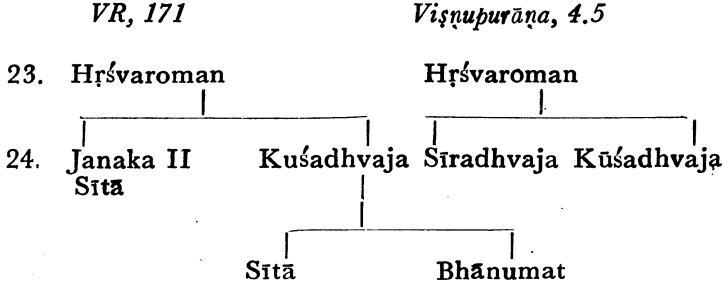 VR, 171 Viṣṇupurāṇa, 4.5
23. Hṛśvaroman Hṛśvaroman
24. Janaka II Kuśadhvaja Sīradhvaja Kūśadhvaja
Sītā
Sītā Bhānumat